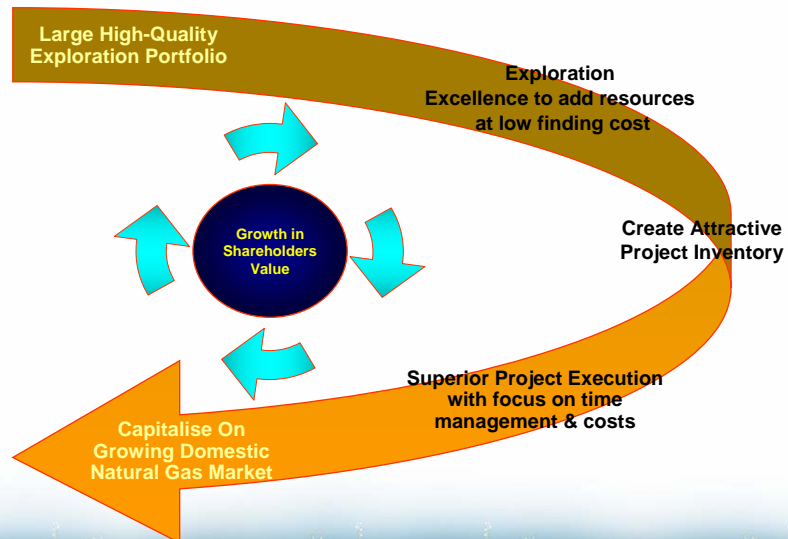 Large High-Quality
Exploration Portfolio
Exploration
Excellence to add resources
at low finding cost
Growth in
Shareholders
Value
Create Attractive
Project Inventory
Superior Project Execution
with focus on time
management & costs
Capitalise On
Growing Domestic
Natural Gas Market